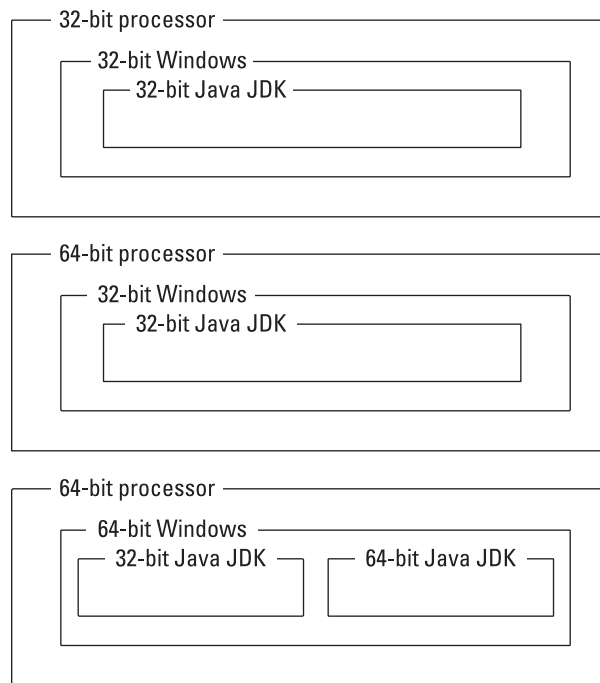 32-bit processor
32-bit Windows
32-bit Java JDK
64-bit processor
32-bit Windows
32-bit Java JDK
64-bit processor
64-bit Windows
32-bit Java JDK 64-bit Java JDK